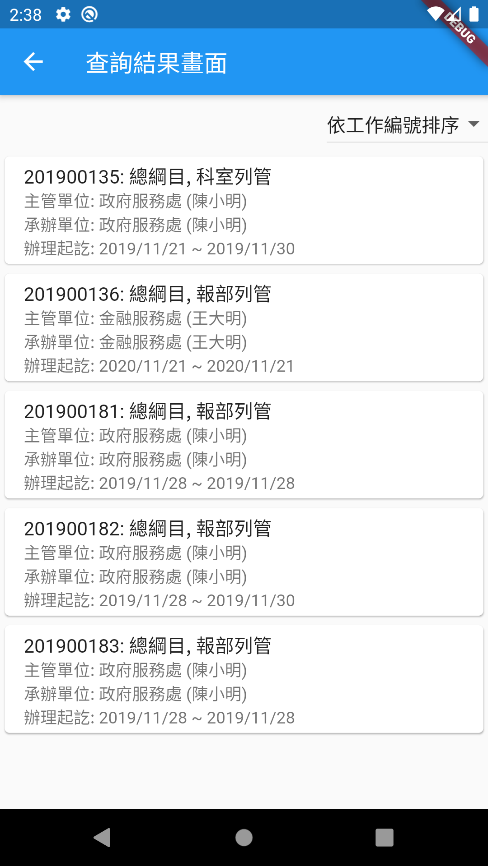 2:38
DEBUG
查詢結果畫面
依工作編號排序
201900135: 總綱目, 科室列管
主管單位: 政府服務處 (陳小明)
承辦單位: 政府服務處 (陳小明)
辦理起訖: 2019/11/21 ~ 2019/11/30
201900136: 總綱目, 報部列管
主管單位: 金融服務處 (王大明)
承辦單位: 金融服務處 (王大明)
辦理起訖: 2020/11/21 ~ 2020/11/21
201900181: 總綱目, 報部列管
主管單位: 政府服務處 (陳小明)
承辦單位: 政府服務處 (陳小明)
辦理起訖: 2019/11/28 ~ 2019/11/28
201900182: 總綱目, 報部列管
主管單位: 政府服務處 (陳小明)
承辦單位: 政府服務處 (陳小明)
辦理起訖: 2019/11/28 ~ 2019/11/30
201900183: 總綱目, 報部列管
主管單位: 政府服務處 (陳小明)
承辦單位: 政府服務處 (陳小明)
辦理起訖: 2019/11/28 ~ 2019/11/28